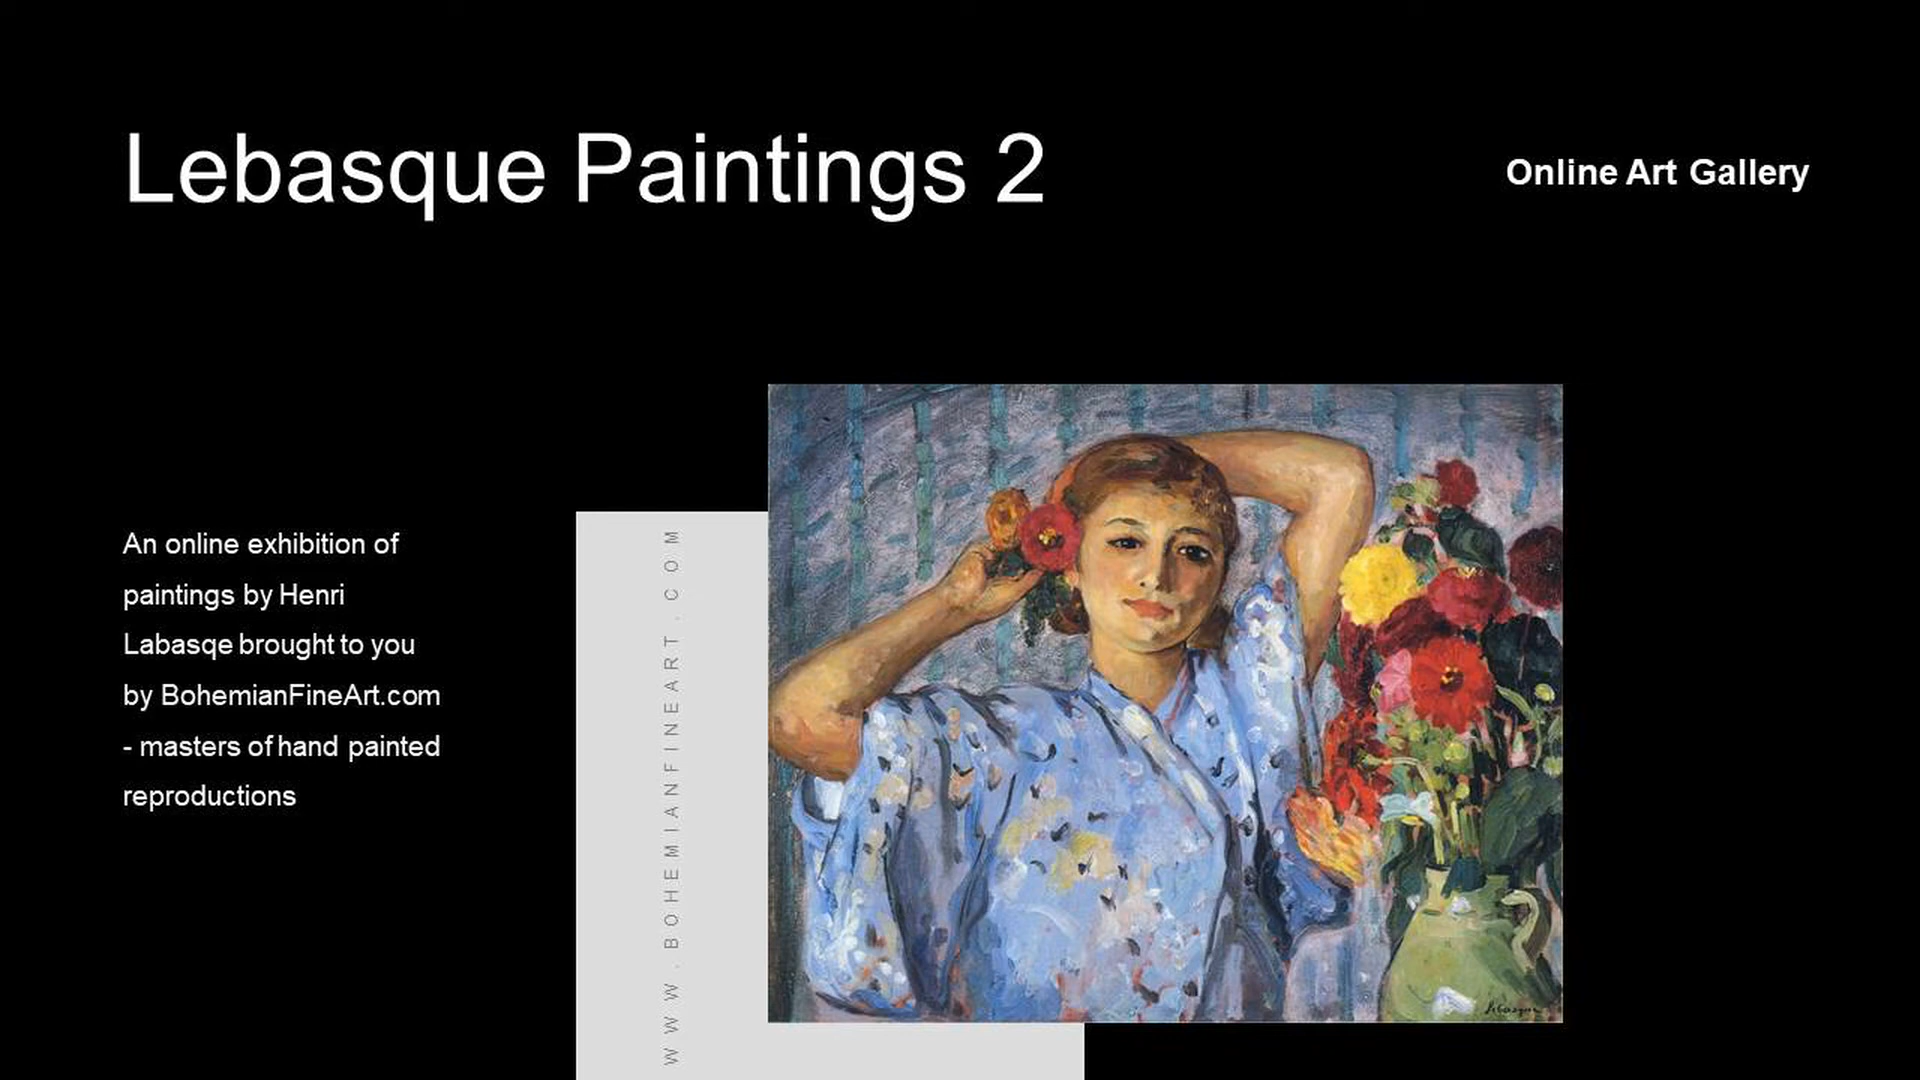 Lebasque Paintings 2
Online Art Gallery
An online exhibition of
paintings by Henri
Labasqe brought to you
by BohemianFineArt.com
- masters of hand painted
reproductions
WWW.BOHEMIANFINEART.COM
Lebasque